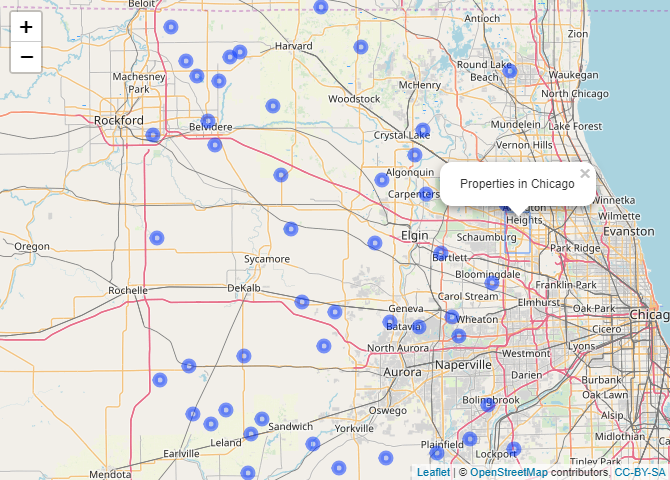 Beloit
Antioch
+
Zion
Harvard
−
Round Lake
Beach
Machesney
Park
Waukegan
McHenry
North Chicago
Woodstock
Rockford
Belvidere
Mundelein
Lake Forest
Crystal Lake
Vernon Hills
Algonquin
×
Properties in Chicago
Carpenters
Winnetka
Heights
Wilmette
Elgin
Evanston
Schaumburg
Oregon
Park Ridge
Bartlett
Sycamore
Bloomingdale
Franklin Park
Rochelle
DeKalb
Carol Stream
Elmhurst
Oak Park
Geneva
Chicag
Wheaton
Batavia
Cicero
Lyons
North Aurora
Westmont
Naperville
Aurora
Darien
Burbank
Oak Lawn
Bolingbrook
Oswego
Alsip
Sandwich
Yorkville
Midlothian
Leland
Plainfield
Earlville
Lockport
Tinley Park
Mendota
Leaflet | © OpenStreetMap contributors, CC-BY-SA